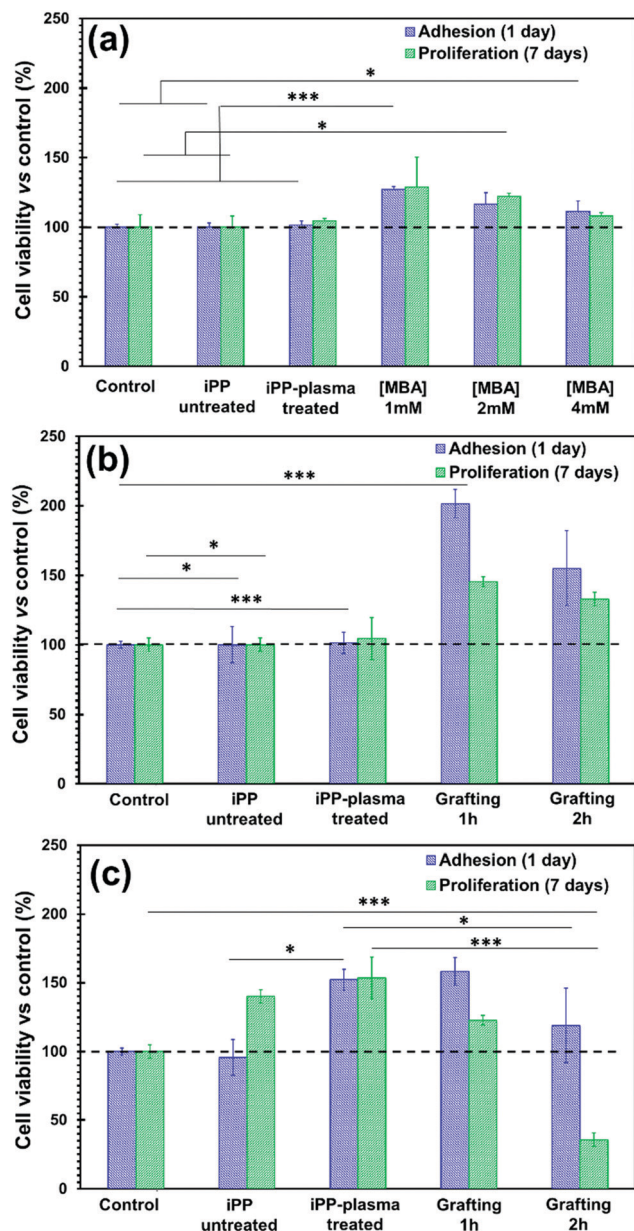 (a)
Adhesion (1 day)
Proliferation (7 days)
Cell viability vs control (%)
250
200
150
100
50
0
*
***
*
Control
iPP
untreated
iPP-plasma
treated
[MBA]
1mM
[MBA]
2mM
[MBA]
4mM
(b)
Adhesion (1 day)
Proliferation (7 days)
Cell viability vs control (%)
250
200
150
100
50
0
***
*
*
***
Control
iPP
untreated
iPP-plasma
treated
Grafting
1h
Grafting
2h
(c)
Adhesion (1 day)
Proliferation (7 days)
Cell viability vs control (%)
250
200
150
100
50
0
***
*
*
***
Control
iPP
untreated
iPP-plasma
treated
Grafting
1h
Grafting
2h